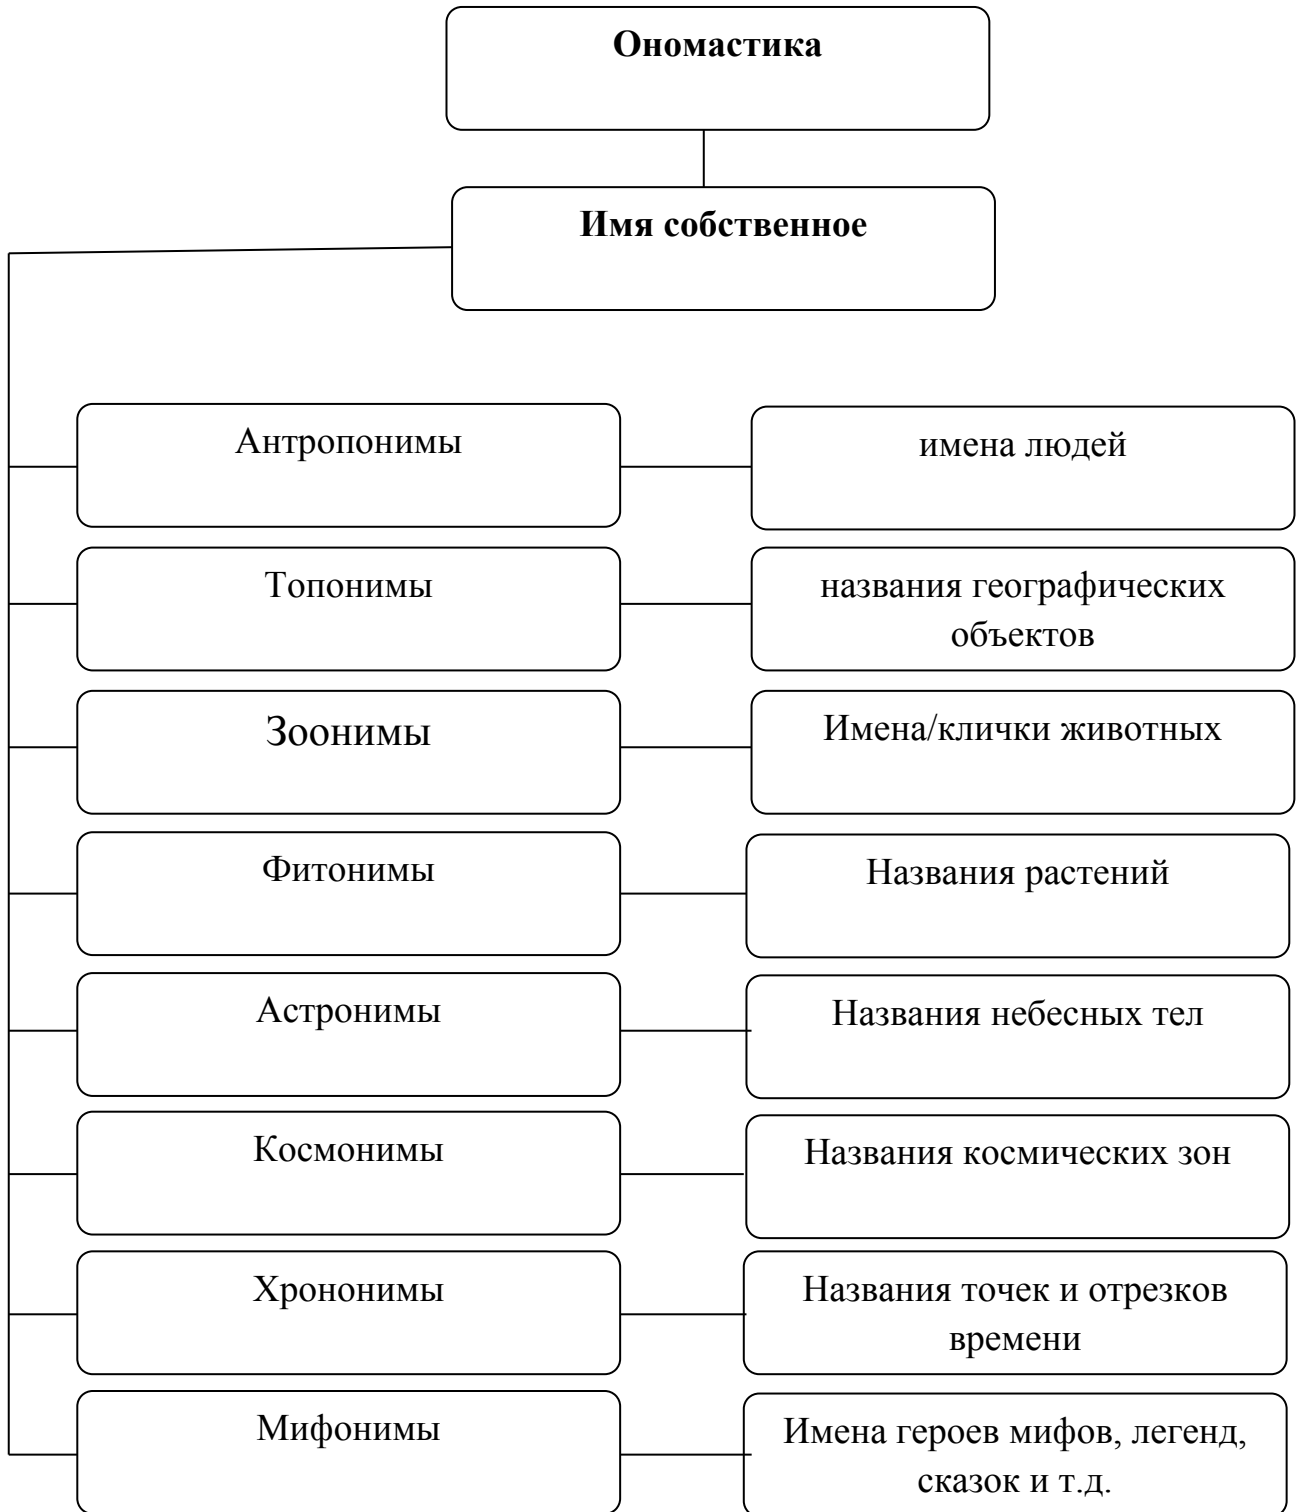 Ономастика
Имя собственное
Антропонимы
имена людей
Топонимы
названия географических
объектов
Зоонимы
Имена/клички животных
Фитонимы
Названия растений
Астронимы
Названия небесных тел
Космонимы
Названия космических зон
Хрононимы
Названия точек и отрезков
времени
Мифонимы
Имена героев мифов, легенд,
сказок и т.д.